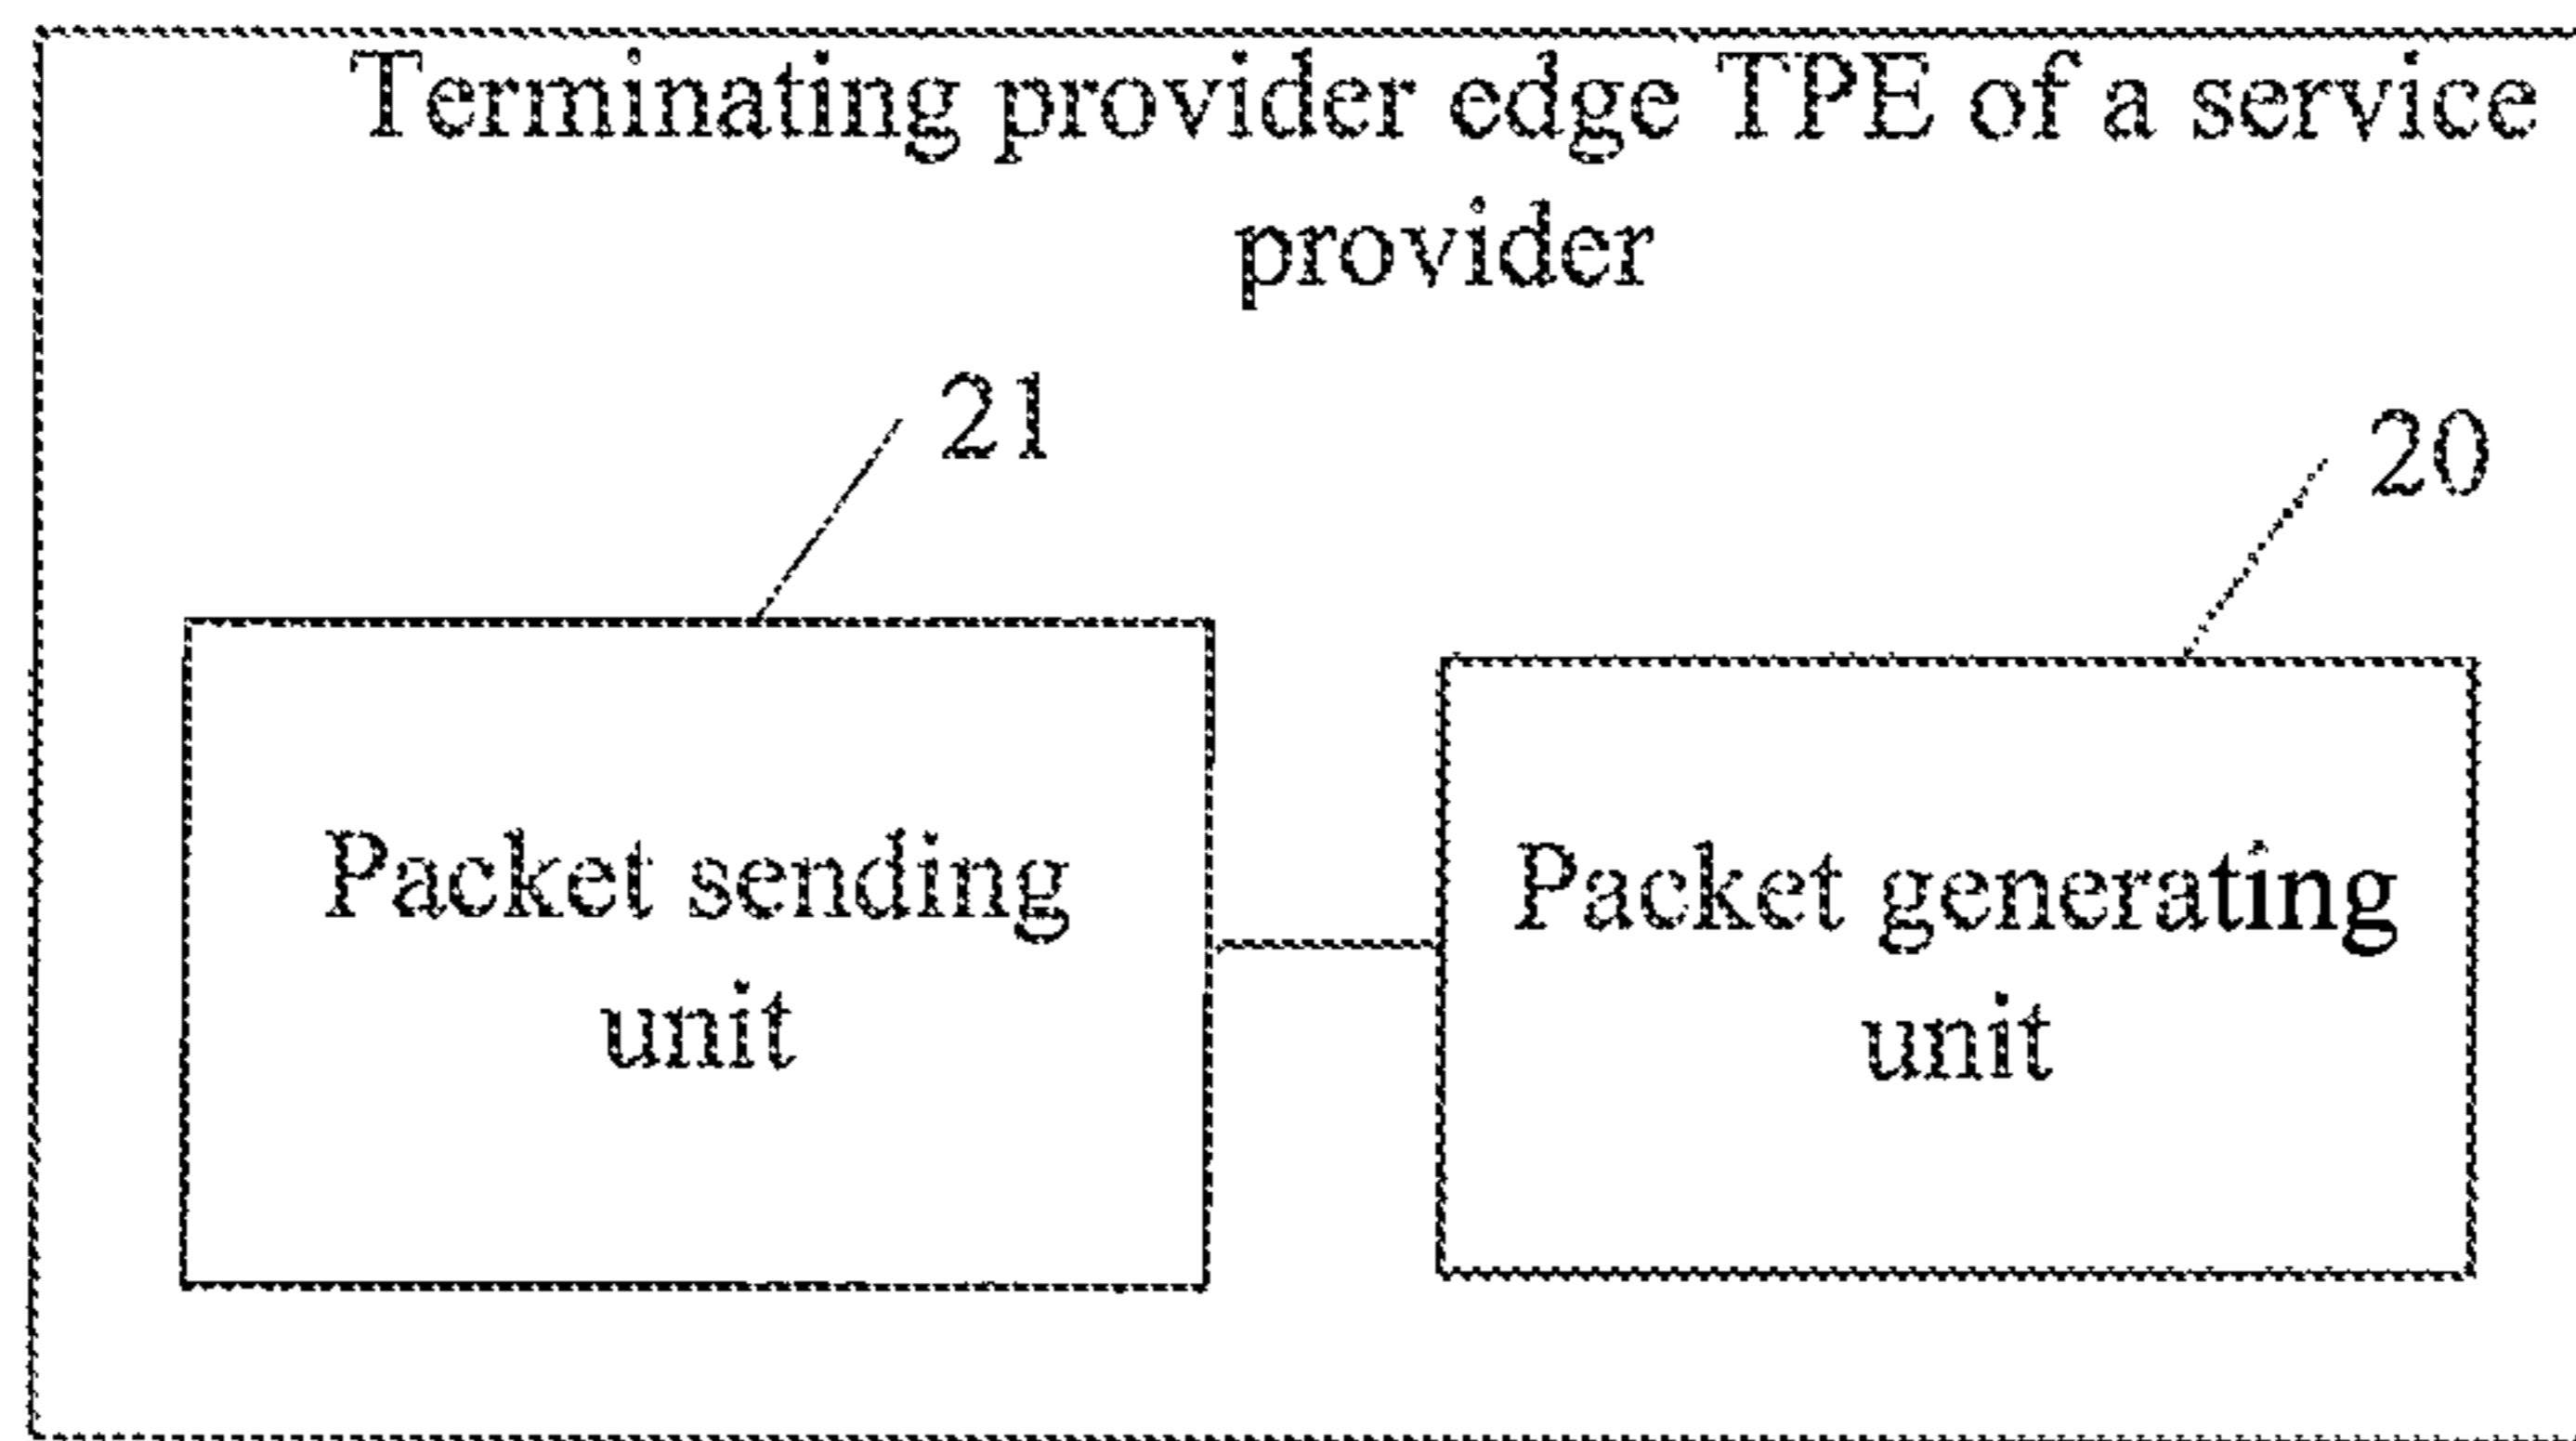 Terminating provider edge TPE of a service
provider
21
20
Packet sending
unit
Packet generating
unit